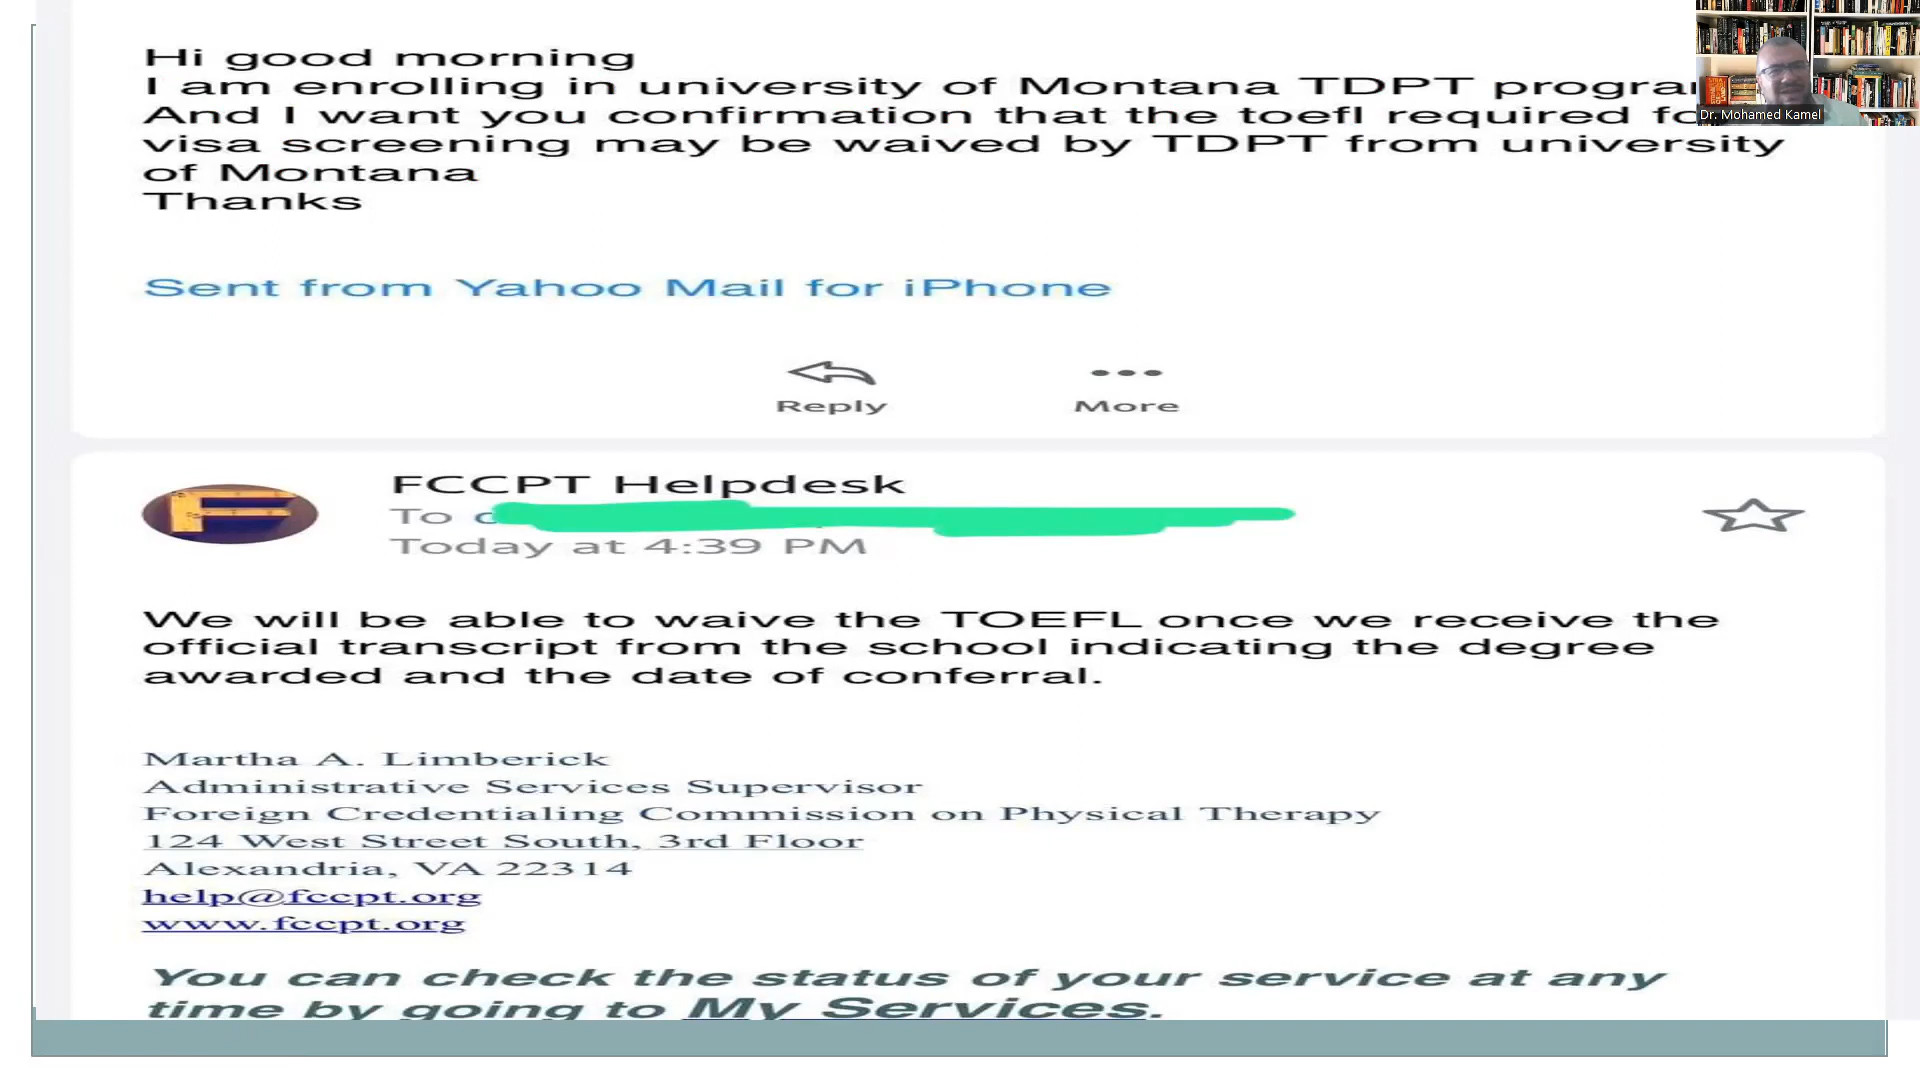 Hi good morning
I am enrolling in university of Montana TDPT
And I want you confirmation that the toefl required
visa screening may be waived by TDPT from university
of Montana
Thanks
Sent from Yahoo Mail for iPhone
Reply
More
Dr. Mohamed Kamel
FCCPT Helpdesk
To
Today at 4:39 PM
We will be able to waive the TOEFL once we receive the
official transcript from the school indicating the degree
awarded and the date of conferral.
Martha A. Limberick
Administrative Services Supervisor
Foreign Credentialing Commission on Physical Therapy
124 West Street South, 3rd Floor
Alexandria, VA 22314
help@fccpt.org
www.fccpt.org
You can check the status of your service at any
time by going to My Services.